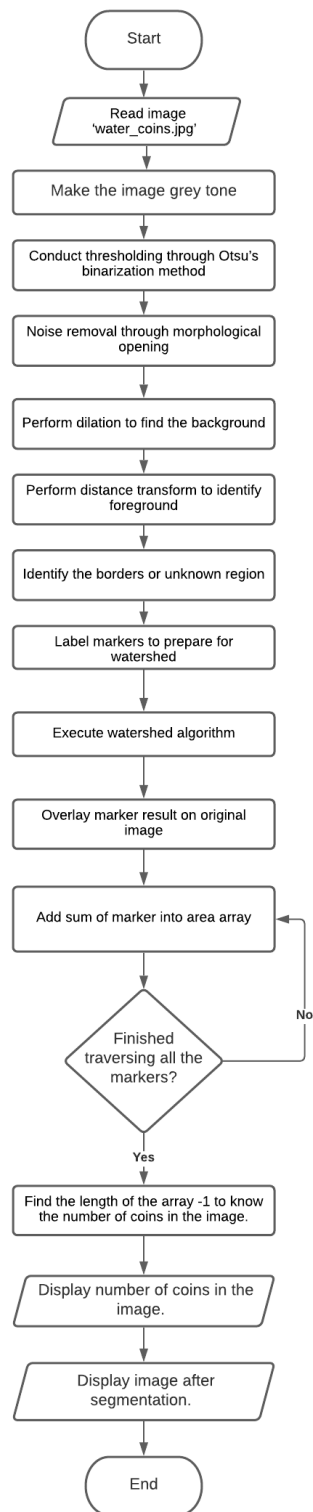 Start
Read image
‘water_coins.jpg’
Make the image grey tone
Conduct thresholding through Otsu's
binarization method
Noise removal through morphological
opening
Perform dilation to find the background
Perform distance transform to identify
foreground
Identify the borders or unknown region
Label markers to prepare for
watershed
Execute watershed algorithm
Overlay marker result on original
image
Add sum of marker into area array
Finished
traversing all the
markers?
No
Yes
Find the length of the array -1 to know
the number of coins in the image.
Display number of coins in the
image.
Display image after
segmentation.
End